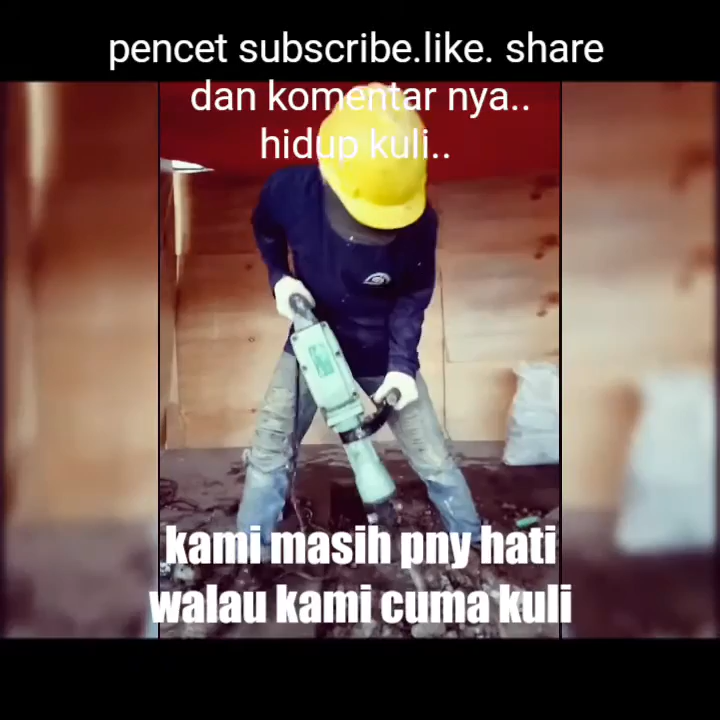 pencet subscribe.like. share
dan komentar nya..
hidup kuli..
kami masih pny hati
walau kami cuma kuli